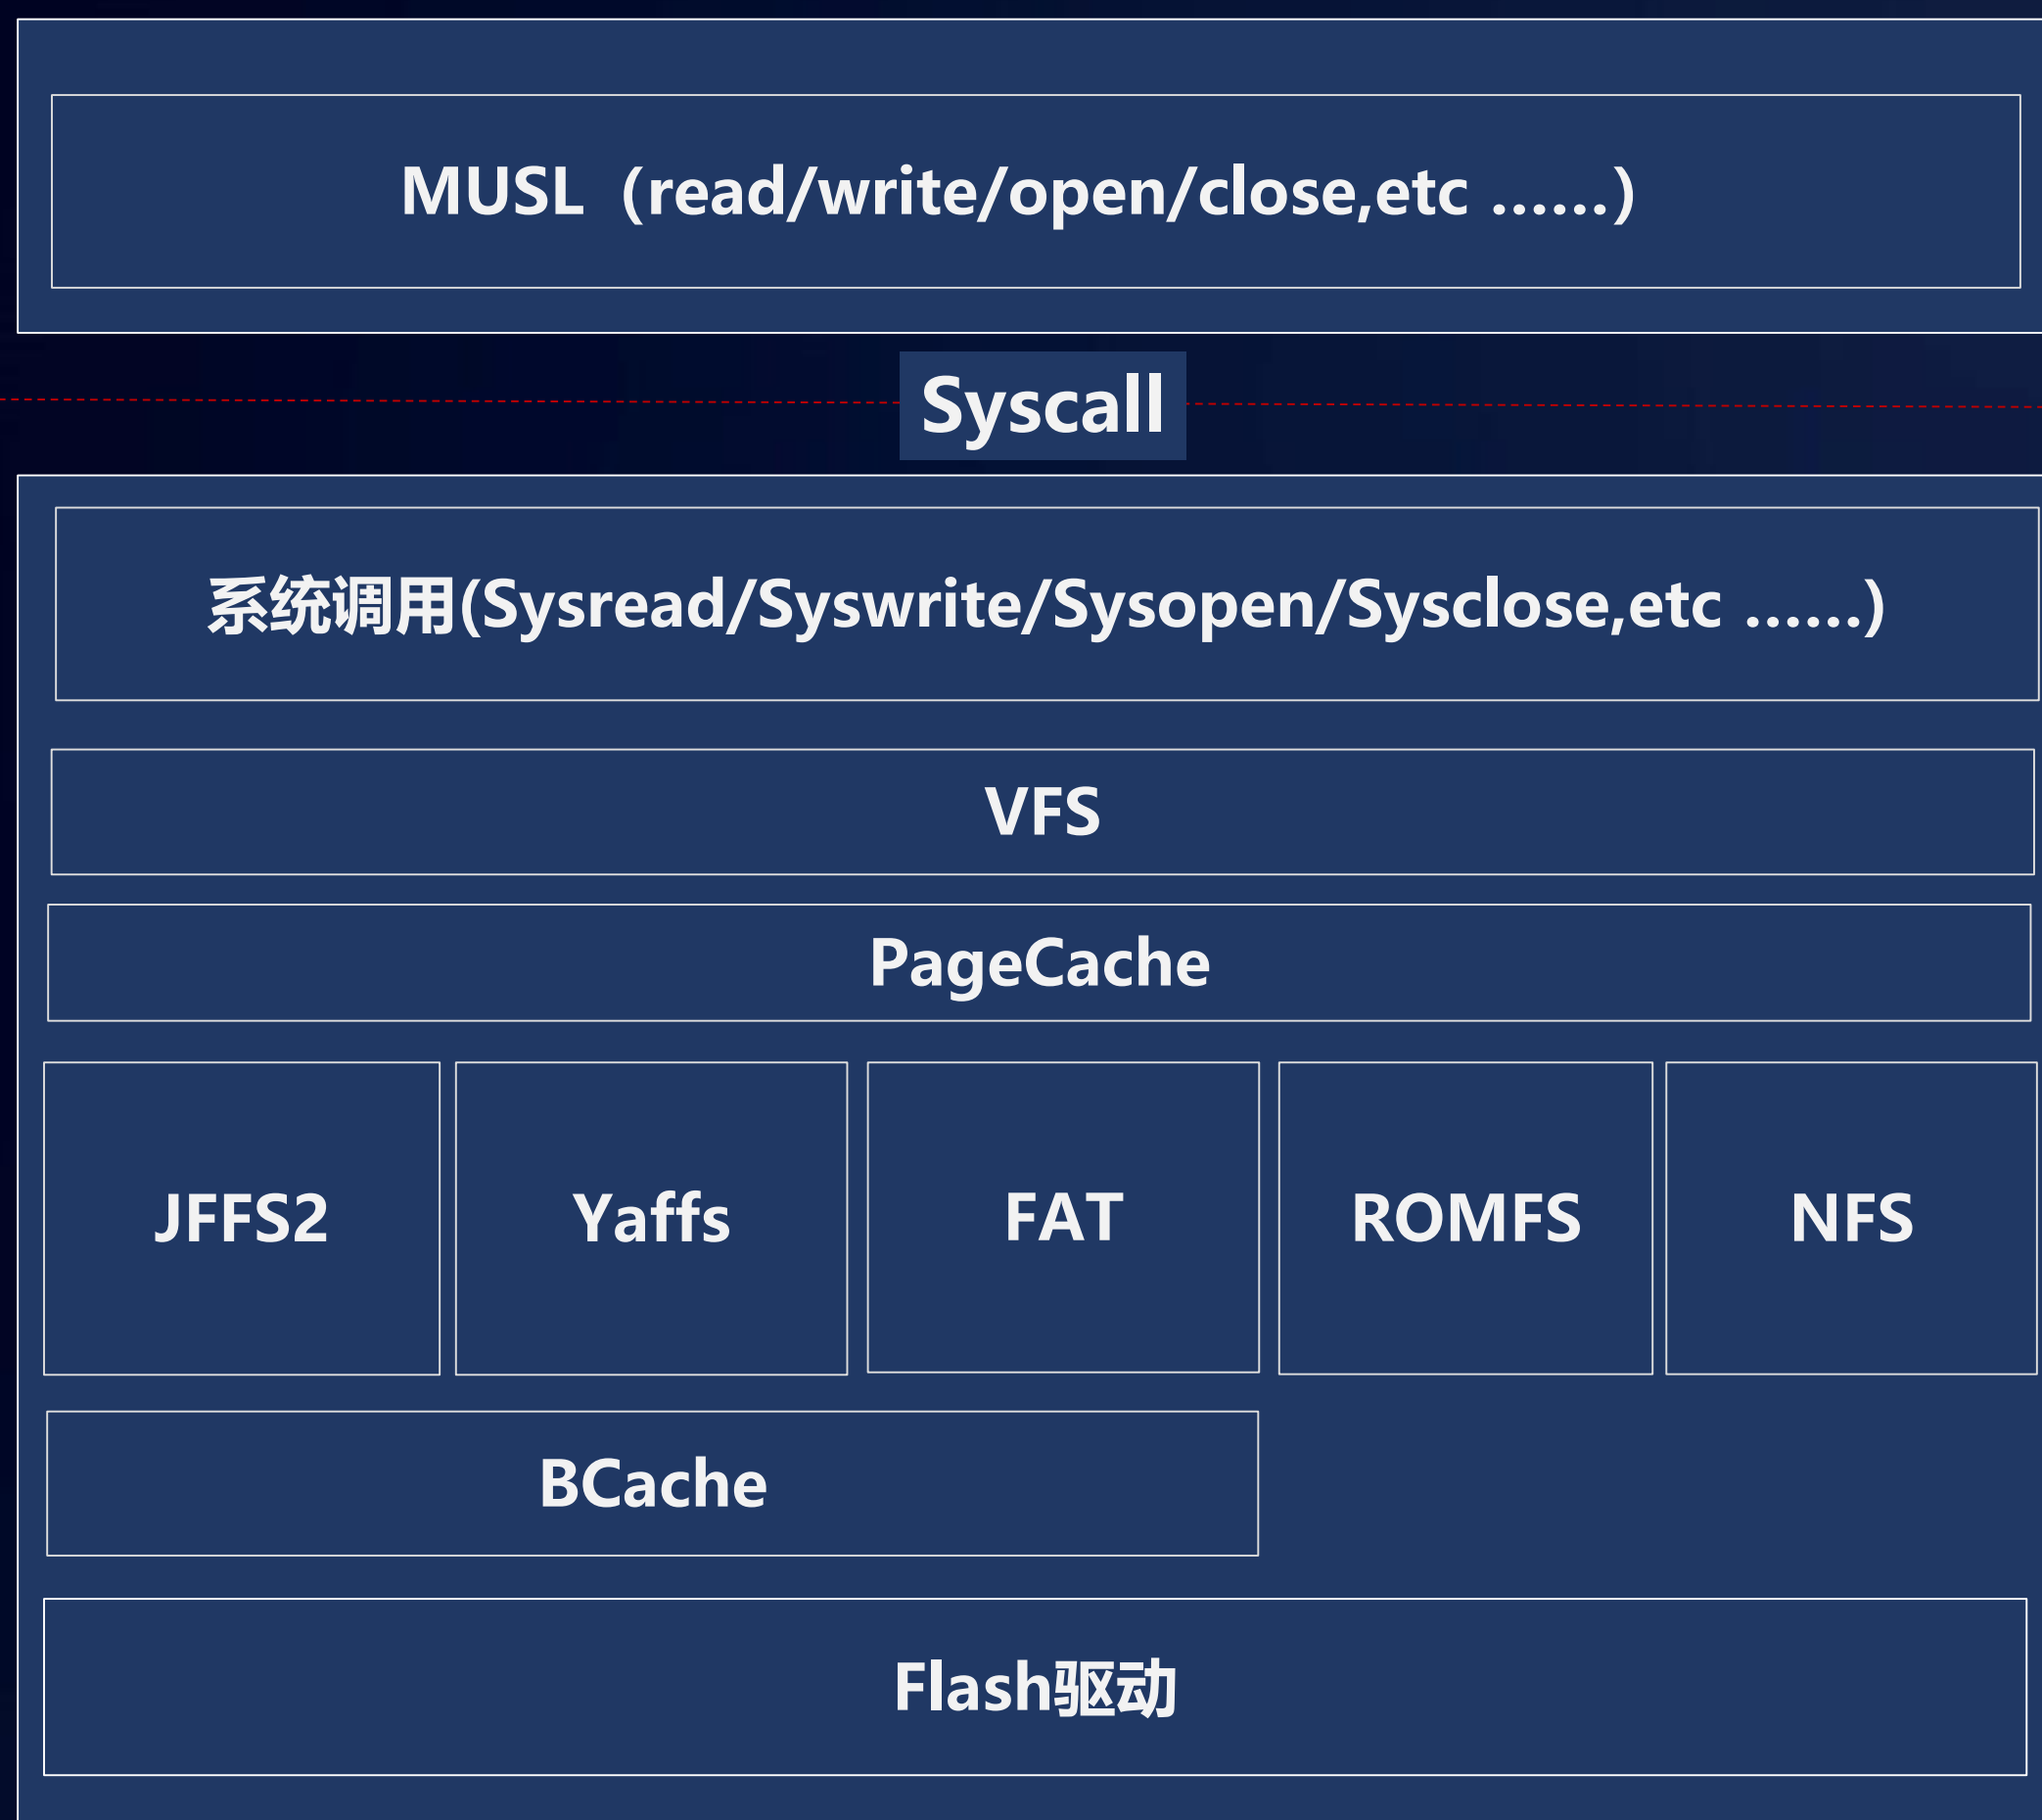 MUSL (read/write/open/close,etc ......)
Syscall
系统调用(Sysread/Syswrite/Sysopen/Sysclose,etc ......)
VFS
PageCache
JFFS2
Yaffs
FAT
ROMFS
NFS
BCache
Flash驱动